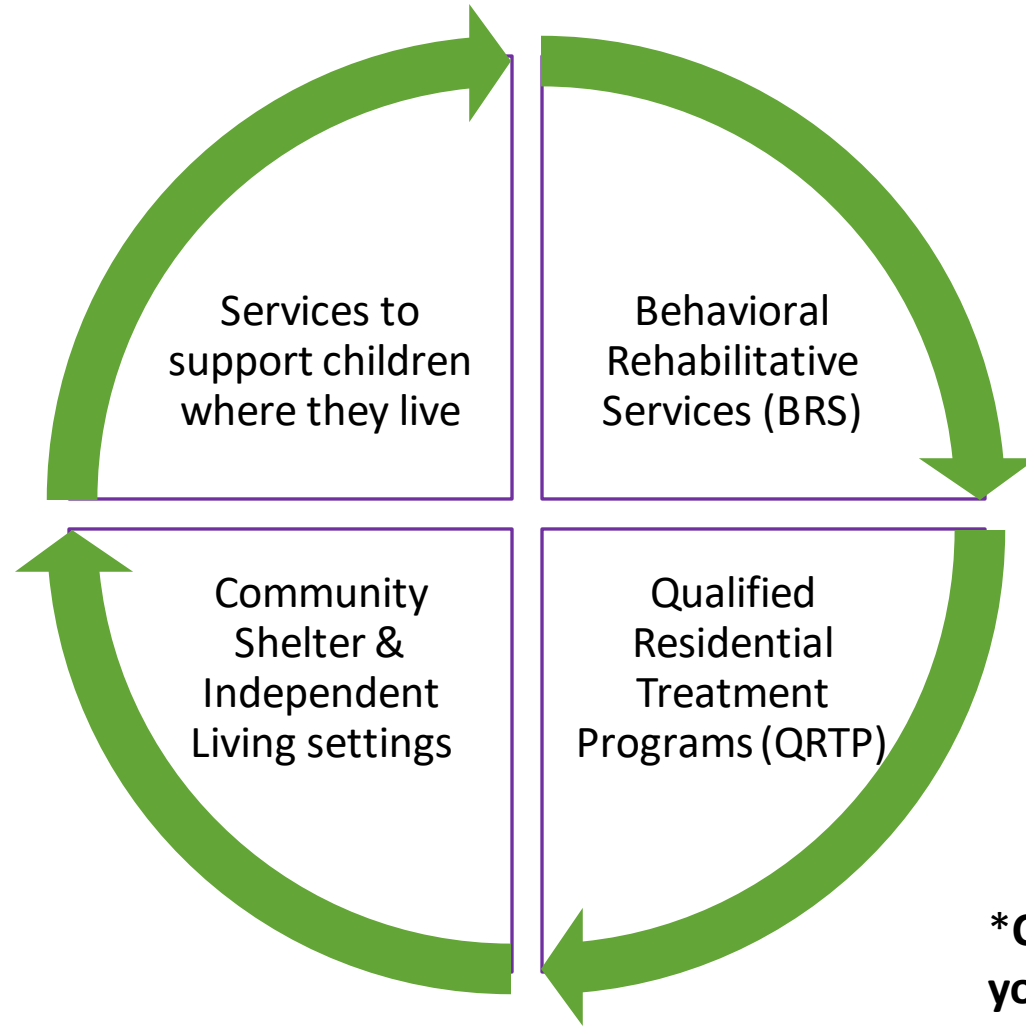 Services to
support children
where they live
Behavioral
Rehabilitative
Services (BRS)
Community
Shelter &
Independent
Living settings
Qualified
Residential
Treatment
Programs (QRTP)